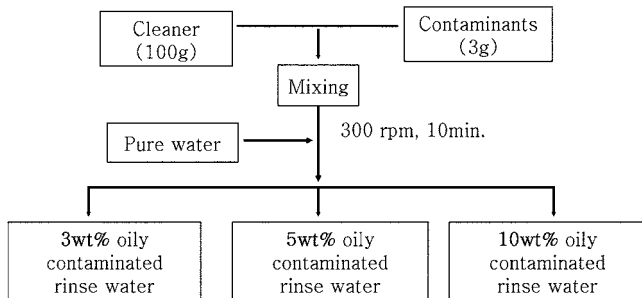 Cleaner
(100g)
Contaminants
(3g)
Mixing
300 rpm, 10min.
Pure water
3wt% oily
contaminated
rinse water
5wt% oily
contaminated
rinse water
10wt% oily
contaminated
rinse water